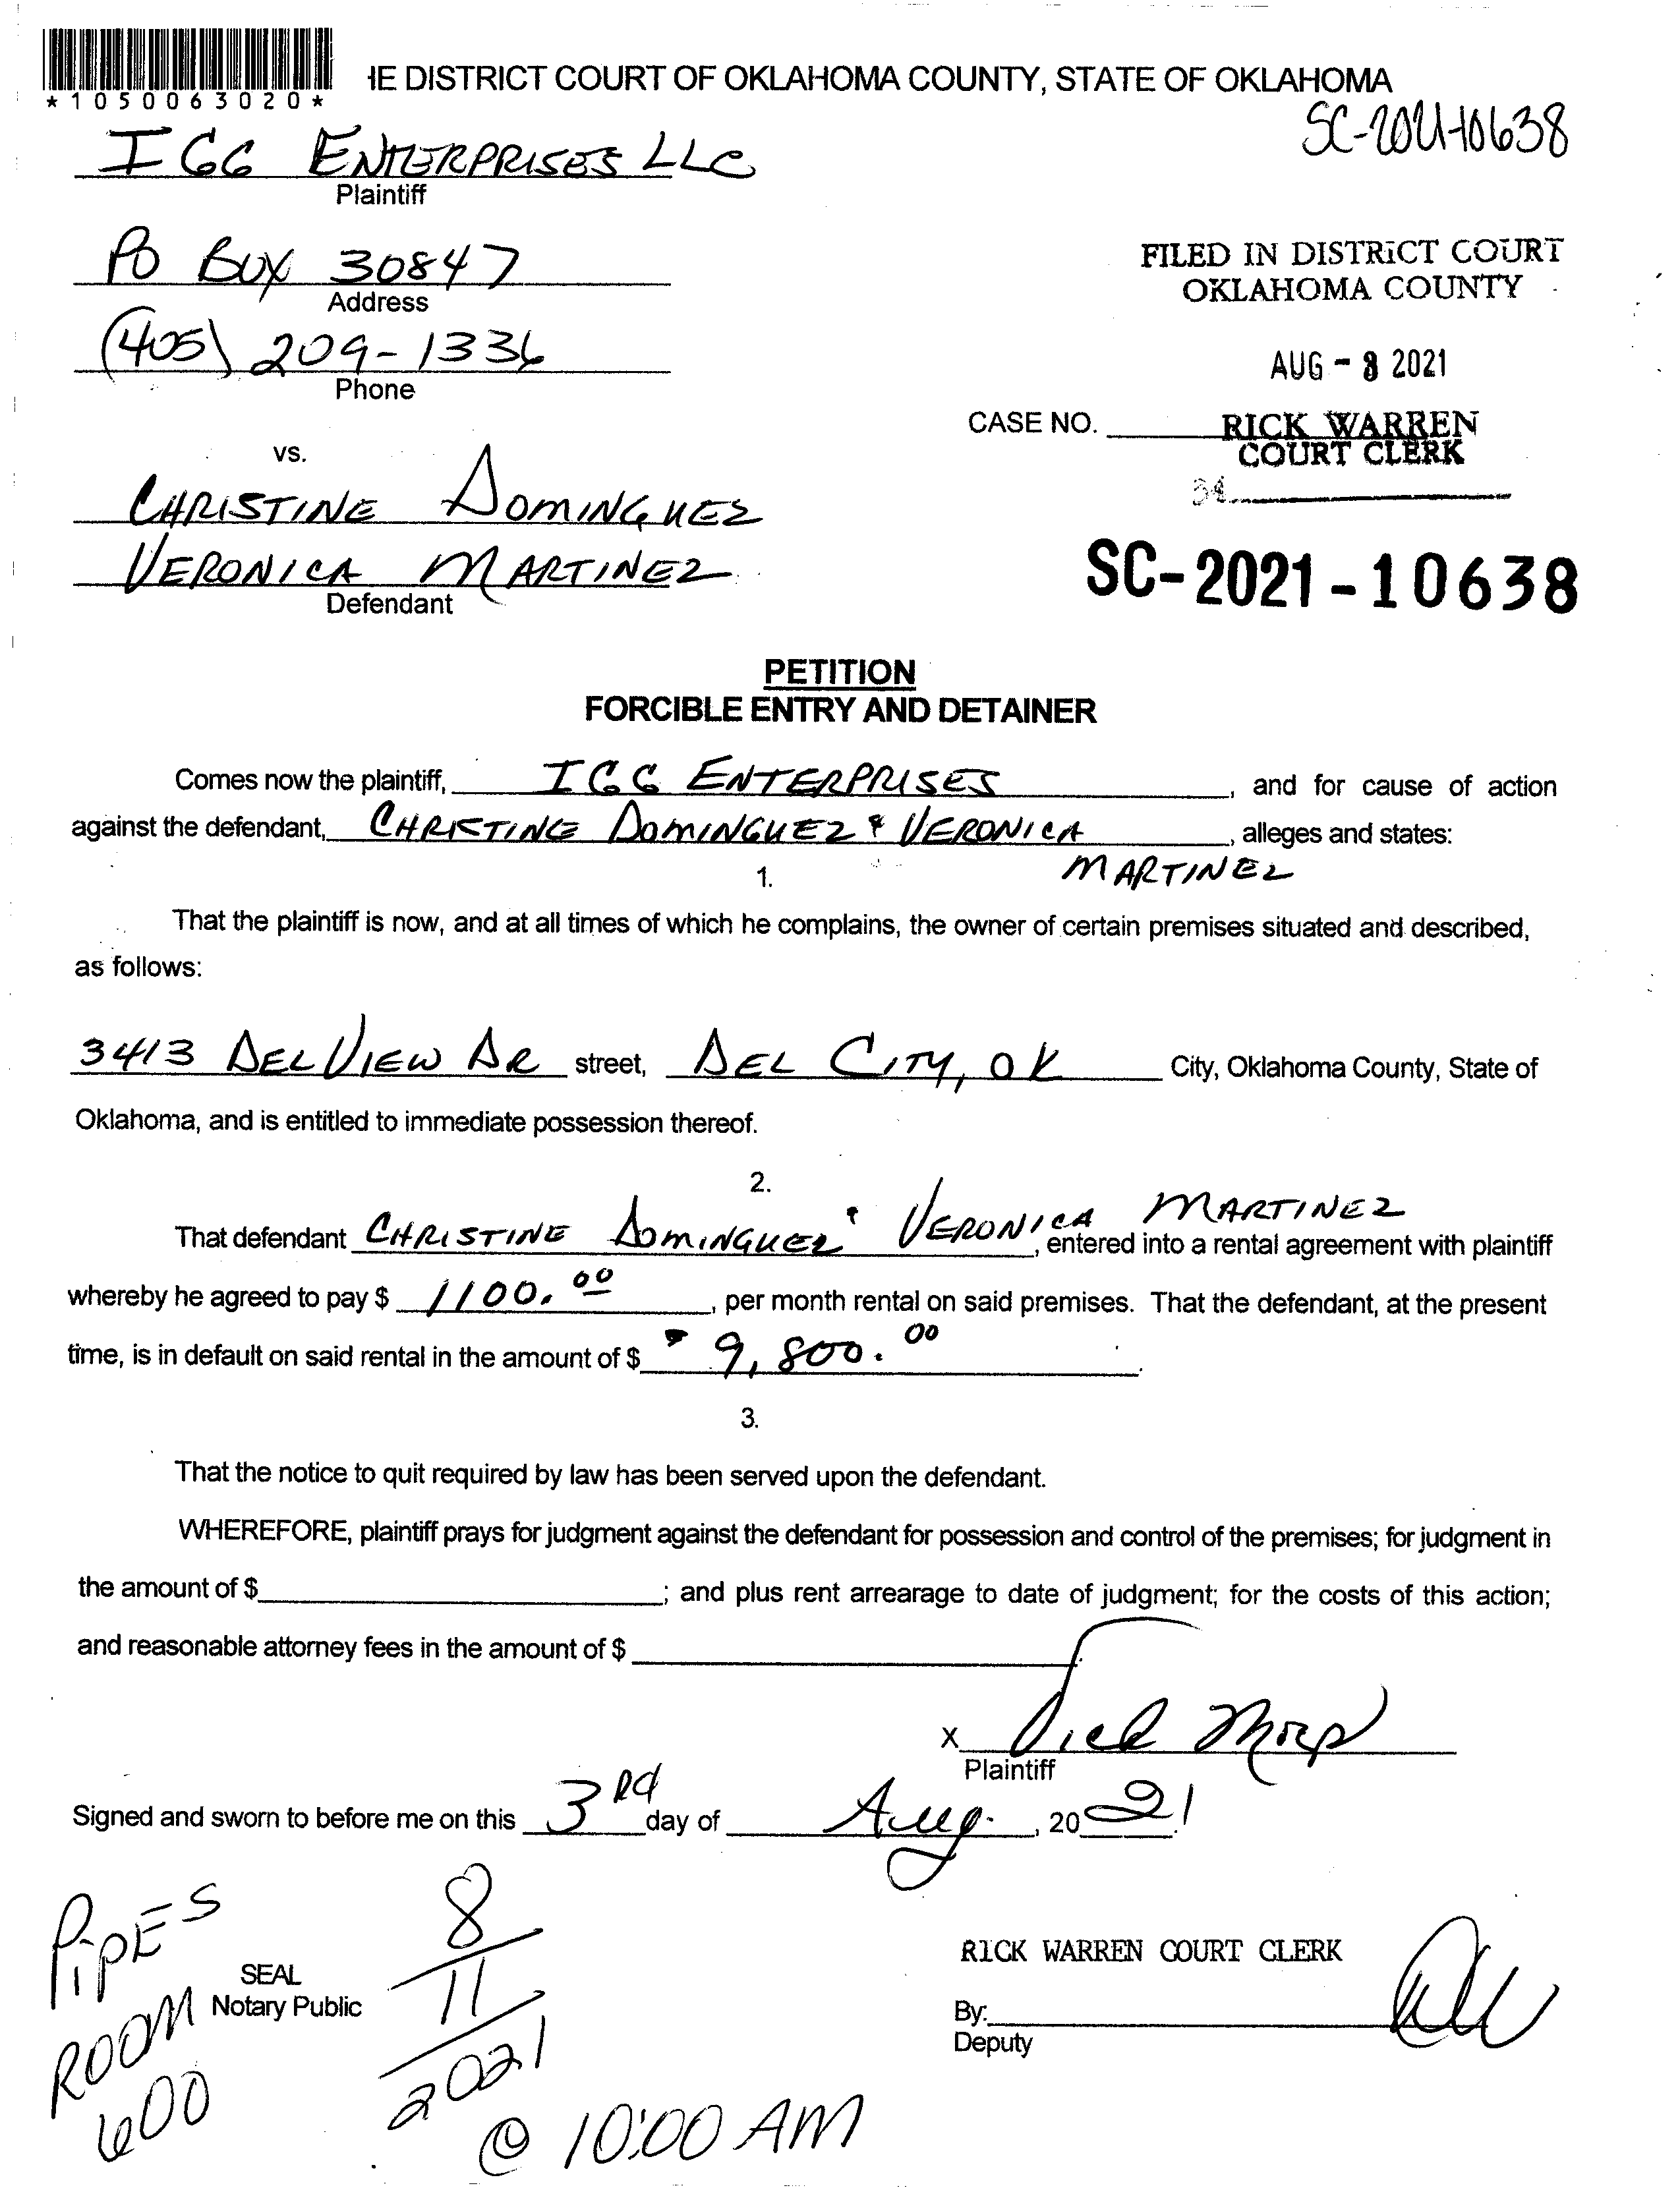 *1050063020*
IE DISTRICT COURT OF OKLAHOMA COUNTY, STATE OF OKLAHOMA
SC-2021-10638
IGG ENTERPRISES LLC
Plaintiff
PO BOX 30847
Address
(405) 209-1336
Phone
FILED IN DISTRICT COURT
OKLAHOMA COUNTY
AUG - 3 2021
CASE NO. RICK WARREN
COURT CLERK
34
vs.
CHRISTINE DOMINGUEZ
VERONICA MARTINEZ
Defendant
SC-2021-10638
PETITION
FORCIBLE ENTRY AND DETAINER
Comes now the plaintiff, IGG ENTERPRISES, and for cause of action
against the defendant, CHRISTINE DOMINGUEZ & VERONICA, alleges and states:
MARTINEZ
1.
That the plaintiff is now, and at all times of which he complains, the owner of certain premises situated and described,
as follows:
3413 DEL VIEW DR street, DEL CITY, OK City, Oklahoma County, State of
Oklahoma, and is entitled to immediate possession thereof.
2.
That defendant CHRISTINE DOMINGUEZ & VERONICA MARTINEZ, entered into a rental agreement with plaintiff
whereby he agreed to pay $ 1100.00, per month rental on said premises. That the defendant, at the present
time, is in default on said rental in the amount of $ 9,800.00.
3.
That the notice to quit required by law has been served upon the defendant.
WHEREFORE, plaintiff prays for judgment against the defendant for possession and control of the premises; for judgment in
the amount of $; and plus rent arrearage to date of judgment; for the costs of this action;
and reasonable attorney fees in the amount of $
X
Plaintiff
Signed and sworn to before me on this 3rd day of Aug., 2021.
PIPES
ROOM
600
SEAL
Notary Public
8
11
2021
@ 10:00 AM
RICK WARREN COURT CLERK
By:
Deputy